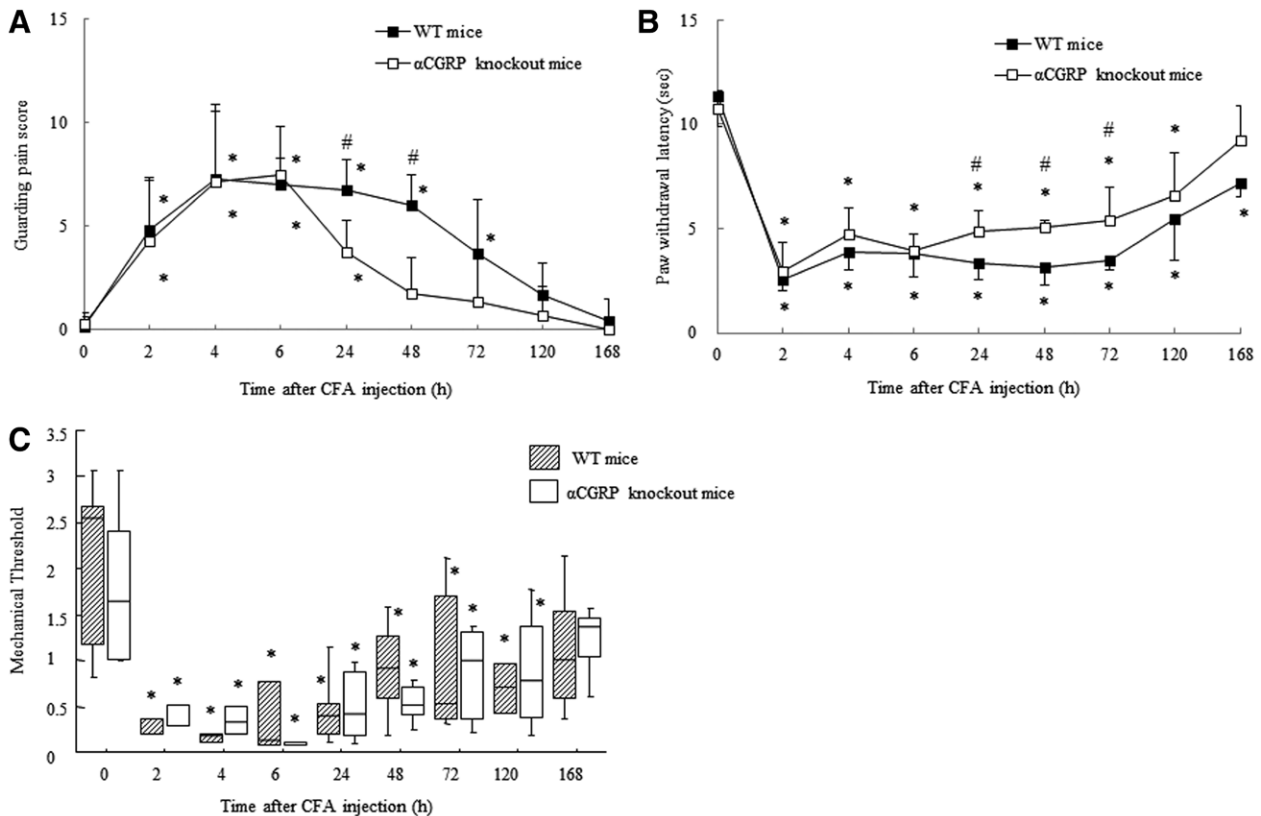 A
15
10
5
0
Guarding pain score
WT mice
αCGRP knockout mice
# #
* * * * *
* * * * *
0 2 4 6 24 48 72 120 168
Time after CFA injection (h)
B
15
10
5
0
Paw withdrawal latency (sec)
WT mice
αCGRP knockout mice
# # #
* * * * * * *
* * * * * * * *
0 2 4 6 24 48 72 120 168
Time after CFA injection (h)
C
3.5
3
2.5
2
1.5
1
0.5
0
Mechanical Threshold
WT mice
αCGRP knockout mice
* * * * * * * * * * * * * * * *
0 2 4 6 24 48 72 120 168
Time after CFA injection (h)